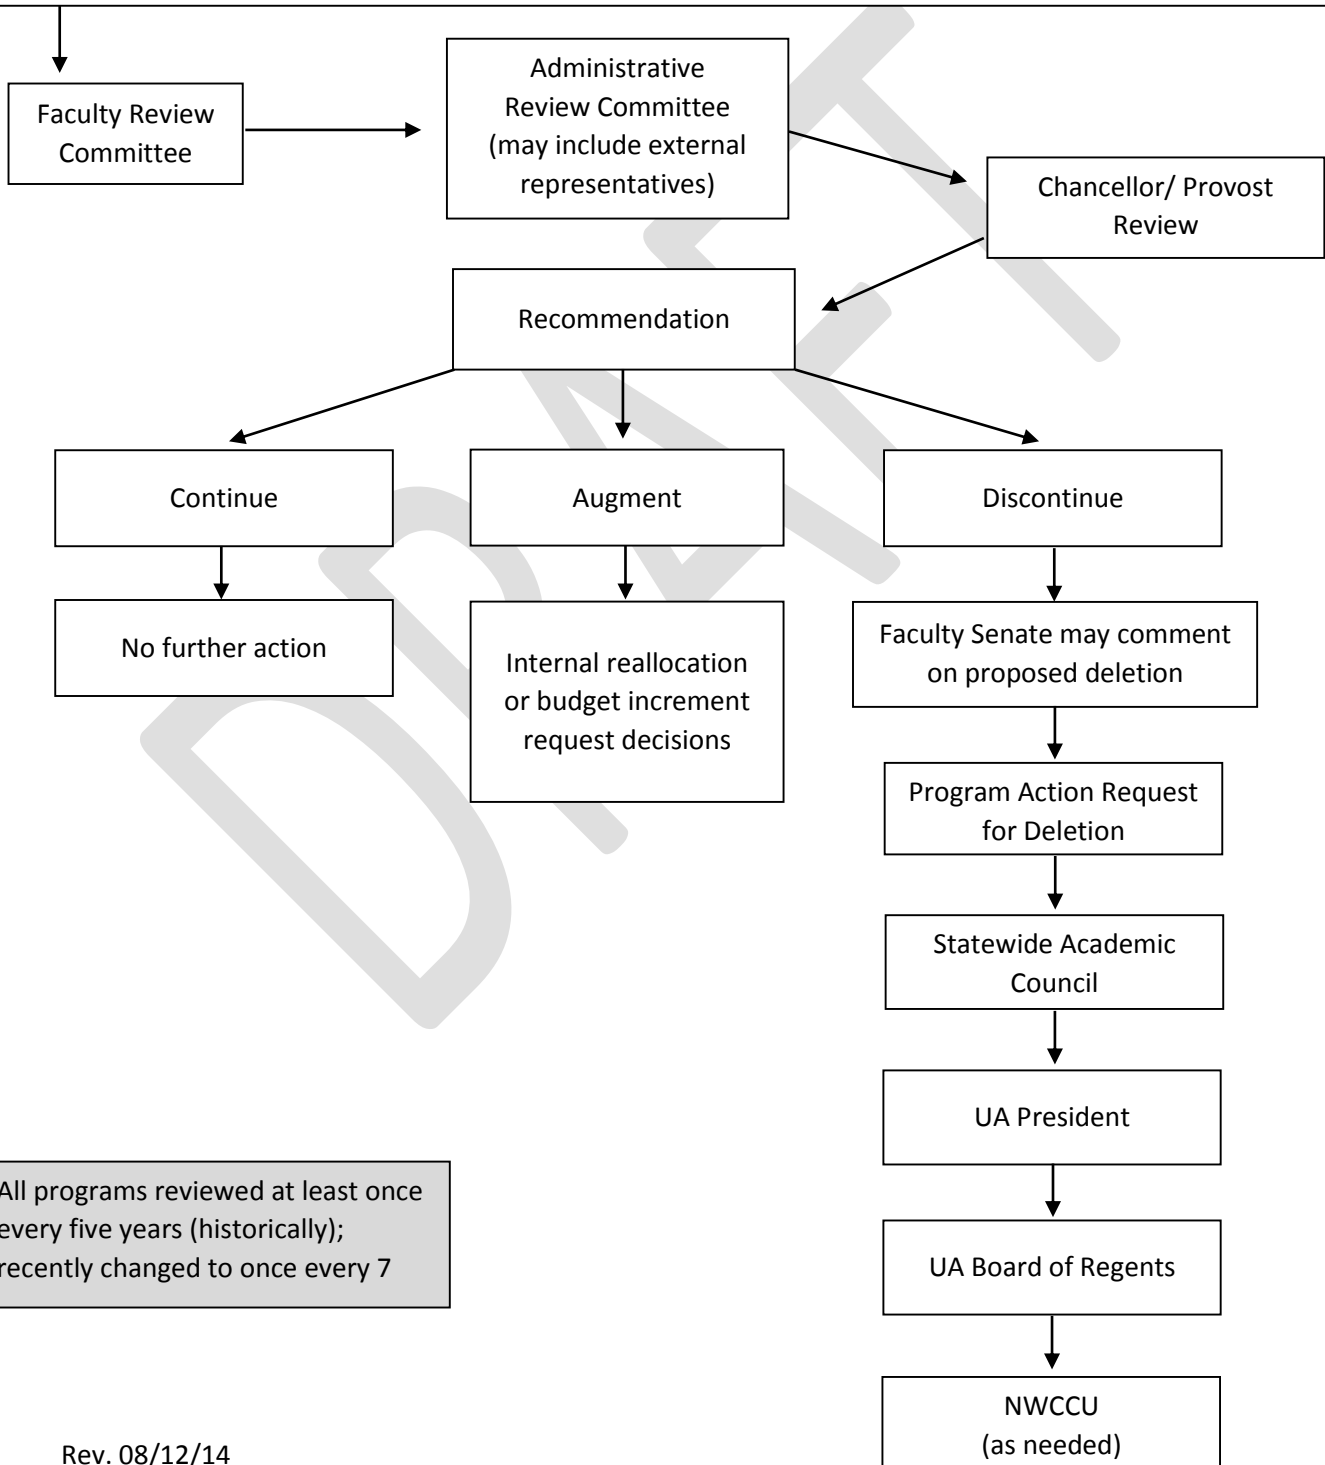 Faculty Review
Committee
Administrative
Review Committee
(may include external
representatives)
Chancellor/ Provost
Review
Recommendation
Continue
Augment
Discontinue
No further action
Internal reallocation
or budget increment
request decisions
Faculty Senate may comment
on proposed deletion
Program Action Request
for Deletion
Statewide Academic
Council
UA President
UA Board of Regents
NWCCU
(as needed)
All programs reviewed at least once
every five years (historically);
recently changed to once every 7
Rev. 08/12/14
DRAFT